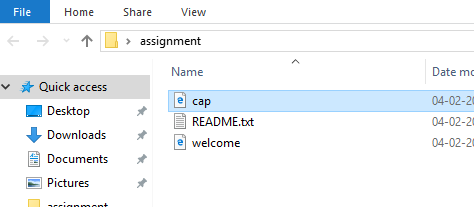 File Home Share View
assignment
Name Date mo
Quick access
Desktop
Downloads
Documents
Pictures
assignment
cap 04-02-20
README.txt 04-02-20
welcome 04-02-20